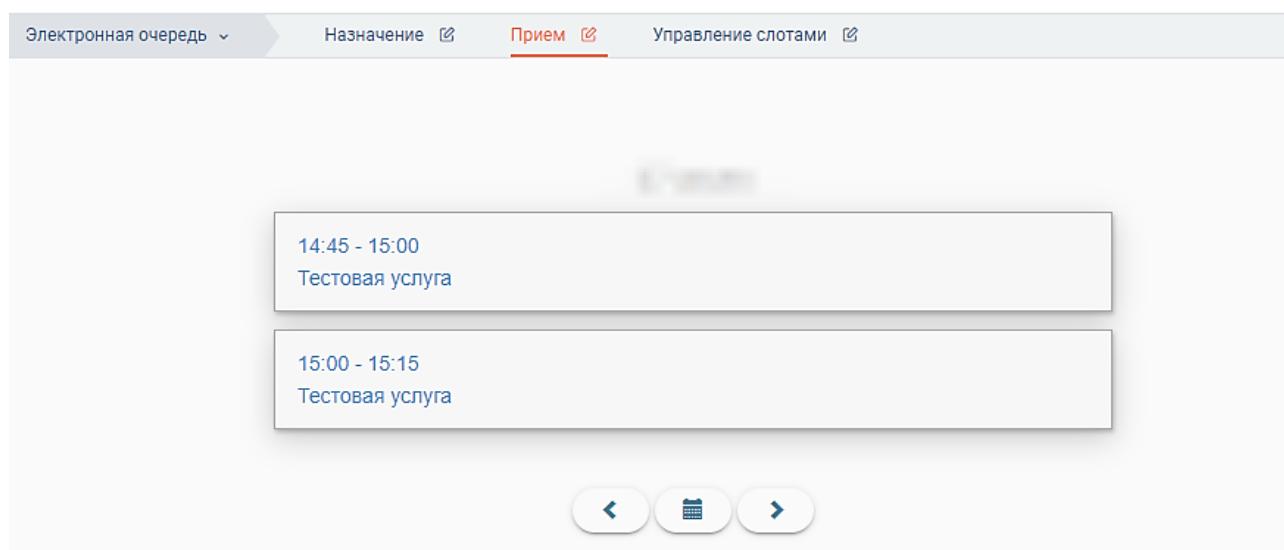 Электронная очередь Назначение Прием Управление слотами
14:45 - 15:00
Тестовая услуга
15:00 - 15:15
Тестовая услуга